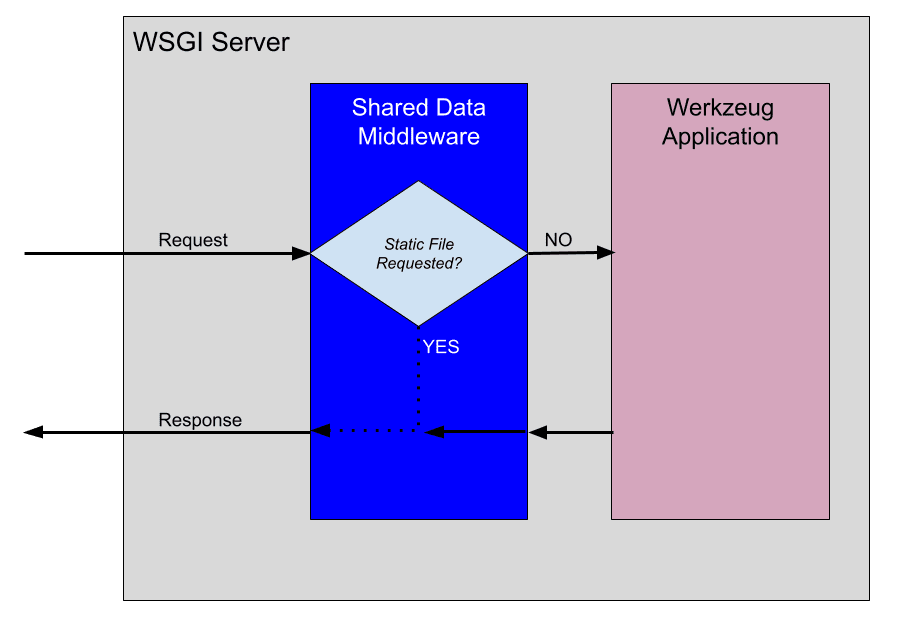 WSGI Server
Shared Data
Middleware
Werkzeug
Application
Request
Static File
Requested?
NO
YES
Response